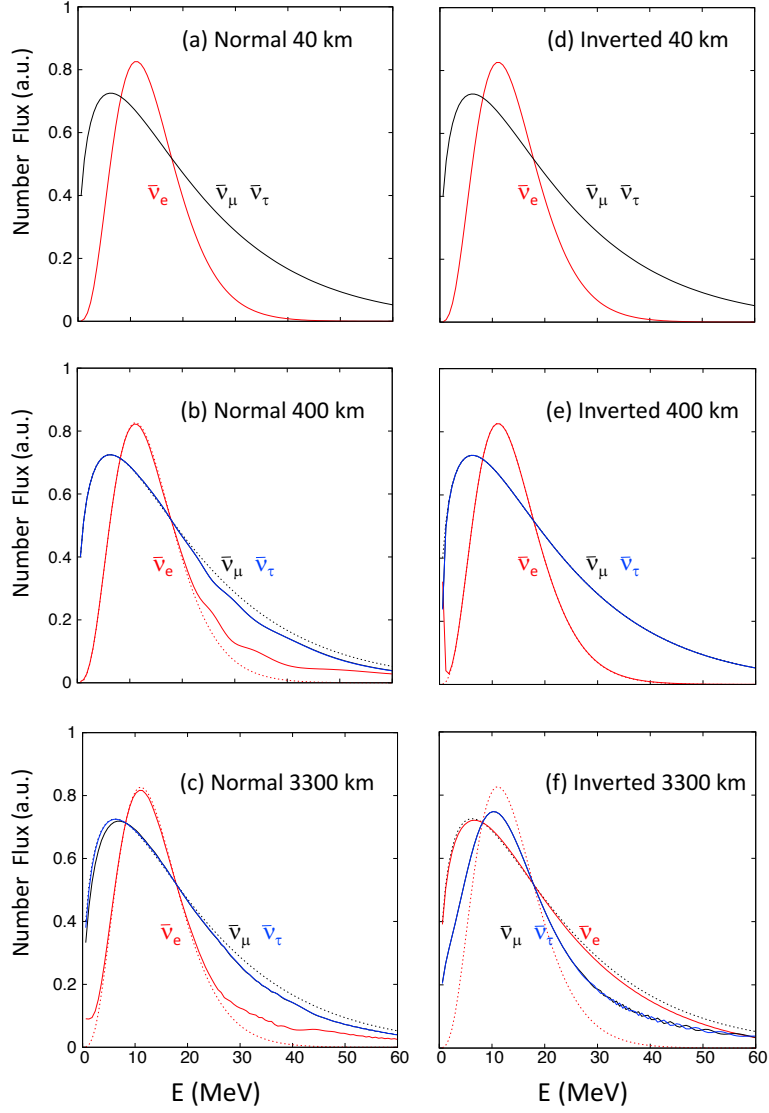 (a) Normal 40 km
Number Flux (a.u.)
1
0.8
0.6
0.4
0.2
0
ν̄e
ν̄μ ν̄τ
(d) Inverted 40 km
ν̄e
ν̄μ ν̄τ
(b) Normal 400 km
Number Flux (a.u.)
1
0.8
0.6
0.4
0.2
0
ν̄e
ν̄μ ν̄τ
(e) Inverted 400 km
ν̄e
ν̄μ ν̄τ
(c) Normal 3300 km
Number Flux (a.u.)
1
0.8
0.6
0.4
0.2
0
ν̄e
ν̄μ ν̄τ
0 10 20 30 40 50 60
E (MeV)
(f) Inverted 3300 km
ν̄μ ν̄τ ν̄e
0 10 20 30 40 50 60
E (MeV)